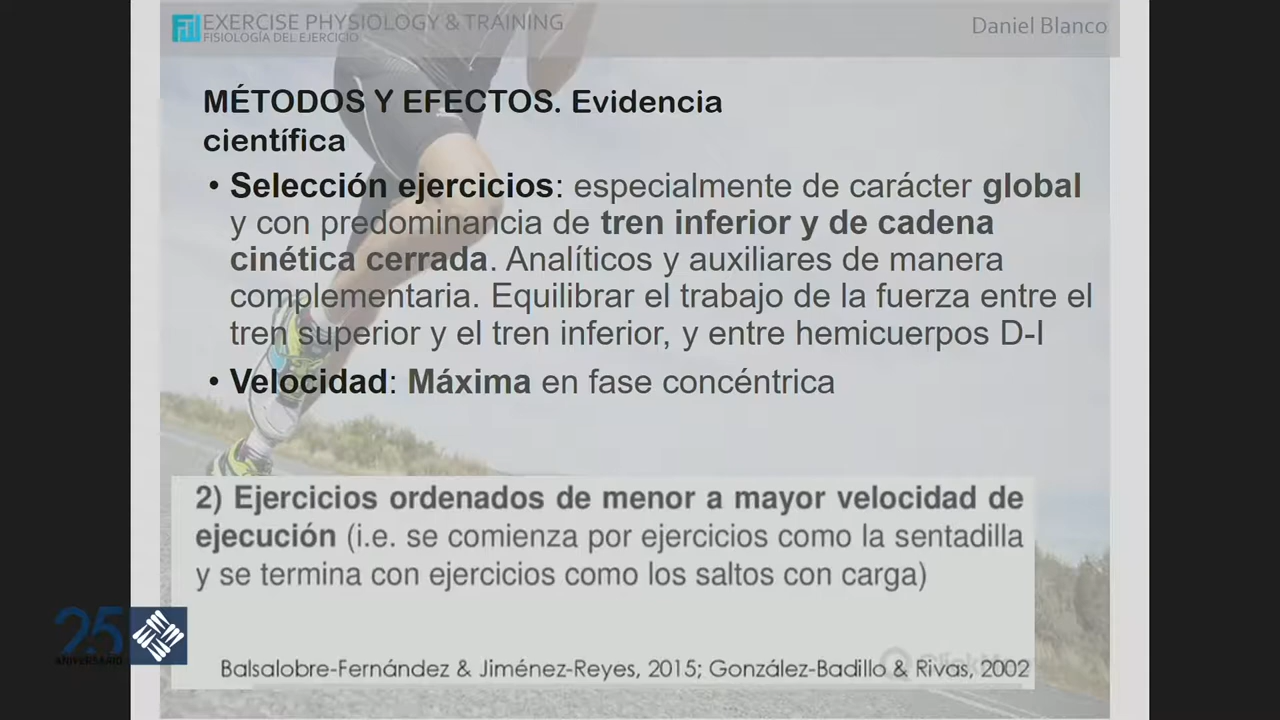 EXERCISE PHYSIOLOGY & TRAINING
FISIOLOGÍA DEL EJERCICIO
Daniel Blanco
MÉTODOS Y EFECTOS. Evidencia
científica
• Selección ejercicios: especialmente de carácter global
y con predominancia de tren inferior y de cadena
cinética cerrada. Analíticos y auxiliares de manera
complementaria. Equilibrar el trabajo de la fuerza entre el
tren superior y el tren inferior, y entre hemicuerpos D-I
• Velocidad: Máxima en fase concéntrica
2) Ejercicios ordenados de menor a mayor velocidad de
ejecución (i.e. se comienza por ejercicios como la sentadilla
y se termina con ejercicios como los saltos con carga)
25
ANIVERSARIO
Balsalobre-Fernández & Jiménez-Reyes, 2015; González-Badillo & Rivas, 2002